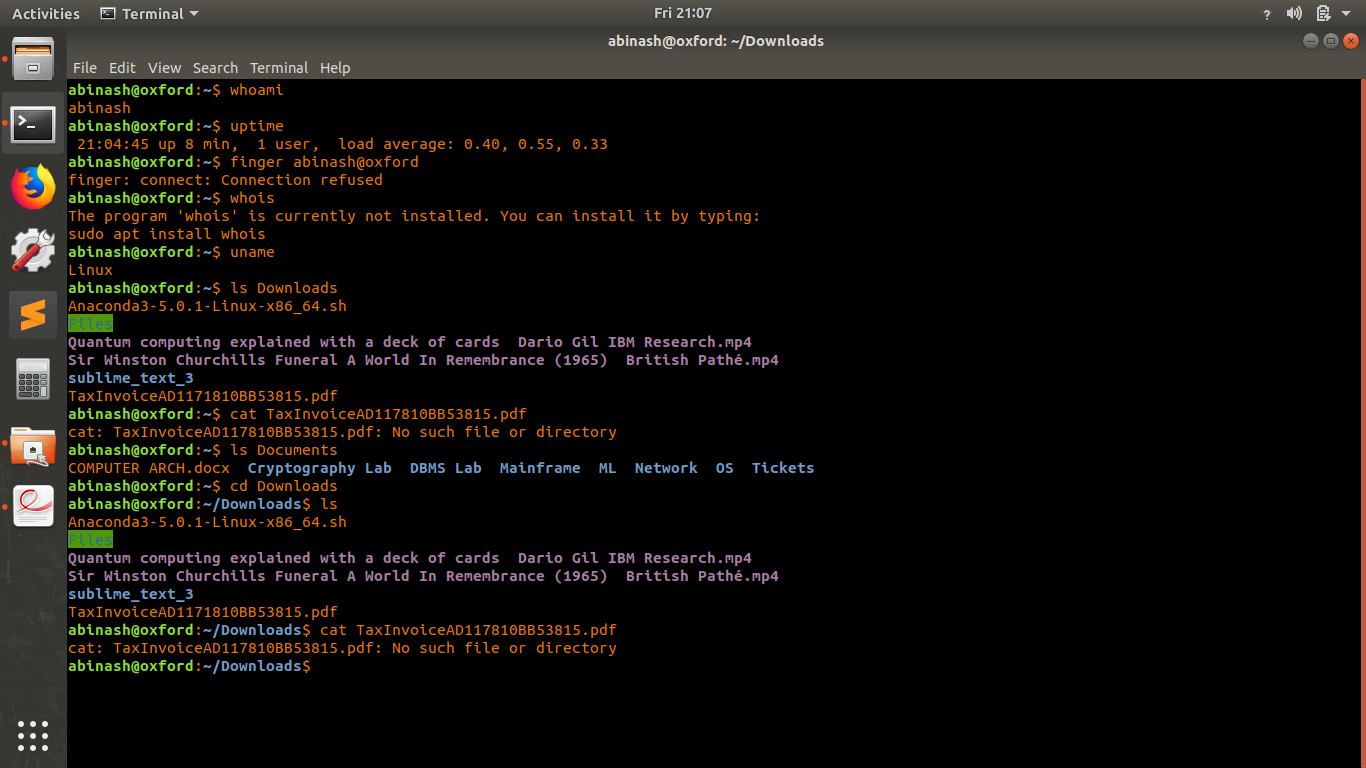 Activities Terminal Fri 21:07 ?
abinash@oxford: ~/Downloads
File Edit View Search Terminal Help
abinash@oxford:~$ whoami
abinash
abinash@oxford:~$ uptime
 21:04:45 up 8 min,  1 user,  load average: 0.40, 0.55, 0.33
abinash@oxford:~$ finger abinash@oxford
finger: connect: Connection refused
abinash@oxford:~$ whois
The program 'whois' is currently not installed. You can install it by typing:
sudo apt install whois
abinash@oxford:~$ uname
Linux
abinash@oxford:~$ ls Downloads
Anaconda3-5.0.1-Linux-x86_64.sh
Files
Quantum computing explained with a deck of cards  Dario Gil IBM Research.mp4
Sir Winston Churchills Funeral A World In Remembrance (1965)  British Pathé.mp4
sublime_text_3
TaxInvoiceAD1171810BB53815.pdf
abinash@oxford:~$ cat TaxInvoiceAD117810BB53815.pdf
cat: TaxInvoiceAD117810BB53815.pdf: No such file or directory
abinash@oxford:~$ ls Documents
COMPUTER ARCH.docx  Cryptography Lab  DBMS Lab  Mainframe  ML  Network  OS  Tickets
abinash@oxford:~$ cd Downloads
abinash@oxford:~/Downloads$ ls
Anaconda3-5.0.1-Linux-x86_64.sh
Files
Quantum computing explained with a deck of cards  Dario Gil IBM Research.mp4
Sir Winston Churchills Funeral A World In Remembrance (1965)  British Pathé.mp4
sublime_text_3
TaxInvoiceAD1171810BB53815.pdf
abinash@oxford:~/Downloads$ cat TaxInvoiceAD117810BB53815.pdf
cat: TaxInvoiceAD117810BB53815.pdf: No such file or directory
abinash@oxford:~/Downloads$